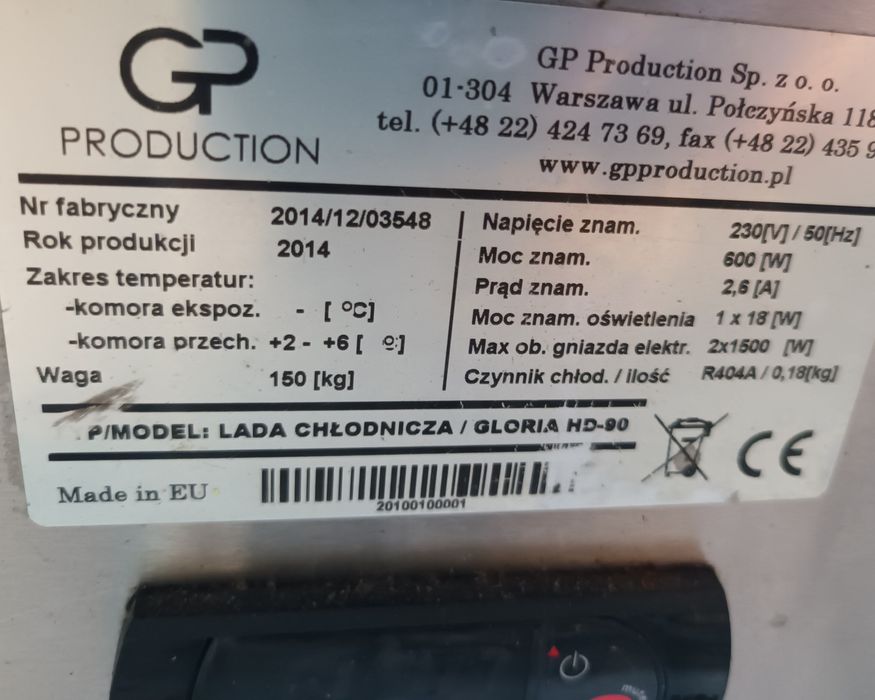 GP
PRODUCTION
GP Production Sp. z o. o.
01-304 Warszawa ul. Połczyńska 118
tel. (+48 22) 424 73 69, fax (+48 22) 435 9
www.gpproduction.pl
Nr fabryczny 2014/12/03548
Rok produkcji 2014
Zakres temperatur:
-komora ekspoz. - [ °C]
-komora przech. +2 - +6 [ º:]
Waga 150 [kg]
Napięcie znam. 230[V] / 50[Hz]
Moc znam. 600 [W]
Prąd znam. 2,6 [A]
Moc znam. oświetlenia 1 x 18 [W]
Max ob. gniazda elektr. 2x1500 [W]
Czynnik chłod. / ilość R404A / 0,18[kg]
P/MODEL: LADA CHŁODNICZA / GLORIA HD-90
Made in EU
20100100001
CE